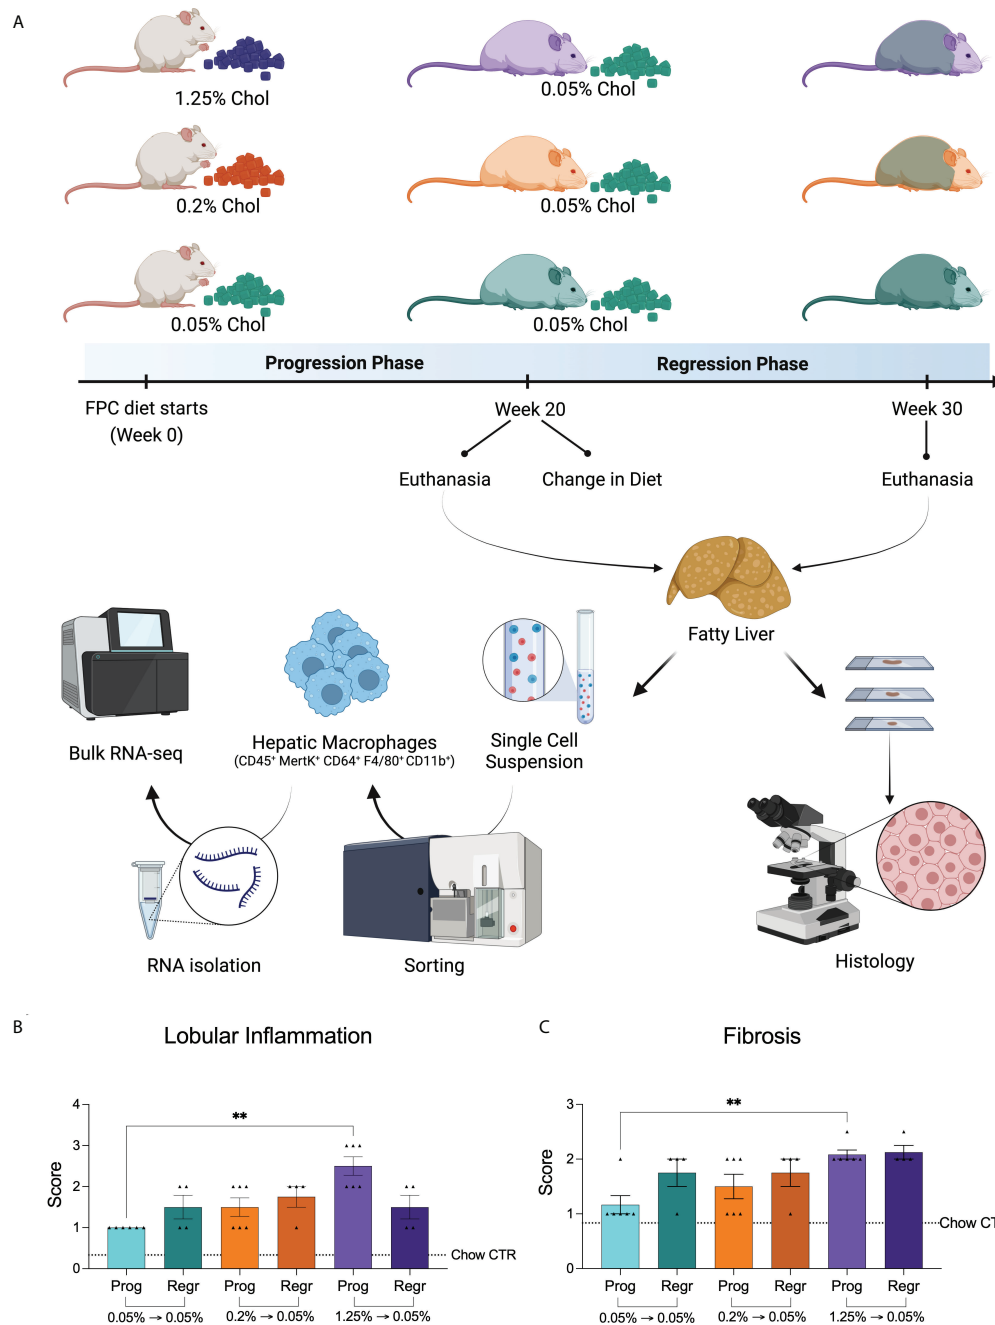 A
1.25% Chol
0.05% Chol
0.2% Chol
0.05% Chol
0.05% Chol
0.05% Chol
Progression Phase
Regression Phase
FPC diet starts
(Week 0)
Week 20
Week 30
Euthanasia
Change in Diet
Euthanasia
Fatty Liver
Bulk RNA-seq
Hepatic Macrophages
(CD45⁺ MertK⁺ CD64⁺ F4/80⁺ CD11b⁺)
Single Cell
Suspension
RNA isolation
Sorting
Histology
B
Lobular Inflammation
**
Score
4
3
2
1
0
Chow CTR
Prog
Regr
Prog
Regr
Prog
Regr
0.05% → 0.05%
0.2% → 0.05%
1.25% → 0.05%
C
Fibrosis
**
Score
3
2
1
0
Chow CT
Prog
Regr
Prog
Regr
Prog
Regr
0.05% → 0.05%
0.2% → 0.05%
1.25% → 0.05%